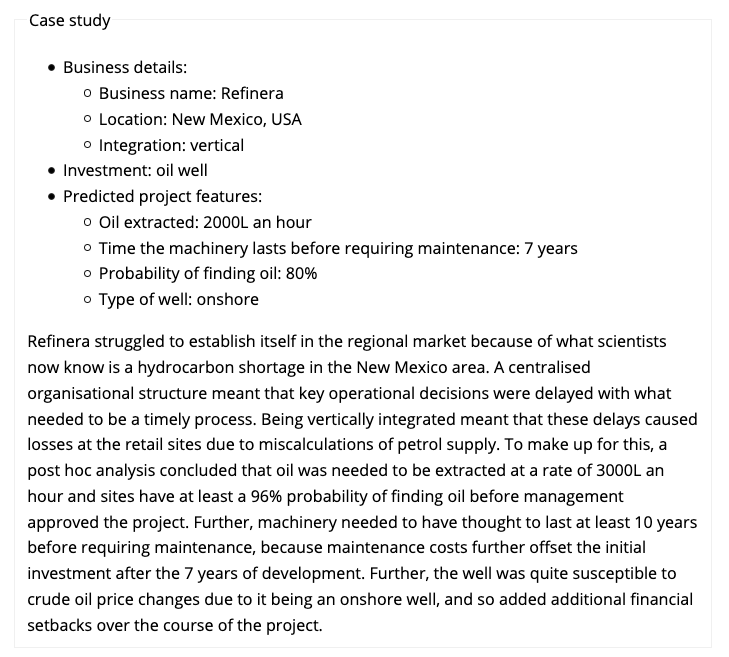 Case study
• Business details:
○ Business name: Refinera
○ Location: New Mexico, USA
○ Integration: vertical
• Investment: oil well
• Predicted project features:
○ Oil extracted: 2000L an hour
○ Time the machinery lasts before requiring maintenance: 7 years
○ Probability of finding oil: 80%
○ Type of well: onshore
Refinera struggled to establish itself in the regional market because of what scientists
now know is a hydrocarbon shortage in the New Mexico area. A centralised
organisational structure meant that key operational decisions were delayed with what
needed to be a timely process. Being vertically integrated meant that these delays caused
losses at the retail sites due to miscalculations of petrol supply. To make up for this, a
post hoc analysis concluded that oil was needed to be extracted at a rate of 3000L an
hour and sites have at least a 96% probability of finding oil before management
approved the project. Further, machinery needed to have thought to last at least 10 years
before requiring maintenance, because maintenance costs further offset the initial
investment after the 7 years of development. Further, the well was quite susceptible to
crude oil price changes due to it being an onshore well, and so added additional financial
setbacks over the course of the project.